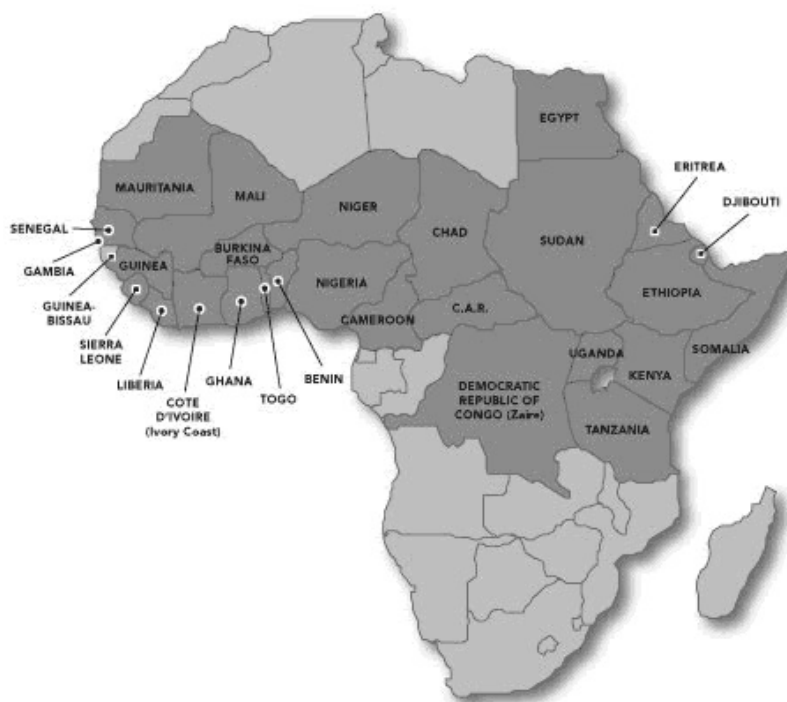 EGYPT
ERITREA
MAURITANIA
MALI
DJIBOUTI
NIGER
SENEGAL
CHAD
SUDAN
BURKINA
FASO
GUINEA
GAMBIA
NIGERIA
ETHIOPIA
GUINEA-
BISSAU
C.A.R.
CAMEROON
SIERRA
LEONE
UGANDA
SOMALIA
BENIN
KENYA
GHANA
LIBERIA
TOGO
DEMOCRATIC
REPUBLIC OF
CONGO (Zaire)
COTE
D'IVOIRE
(Ivory Coast)
TANZANIA